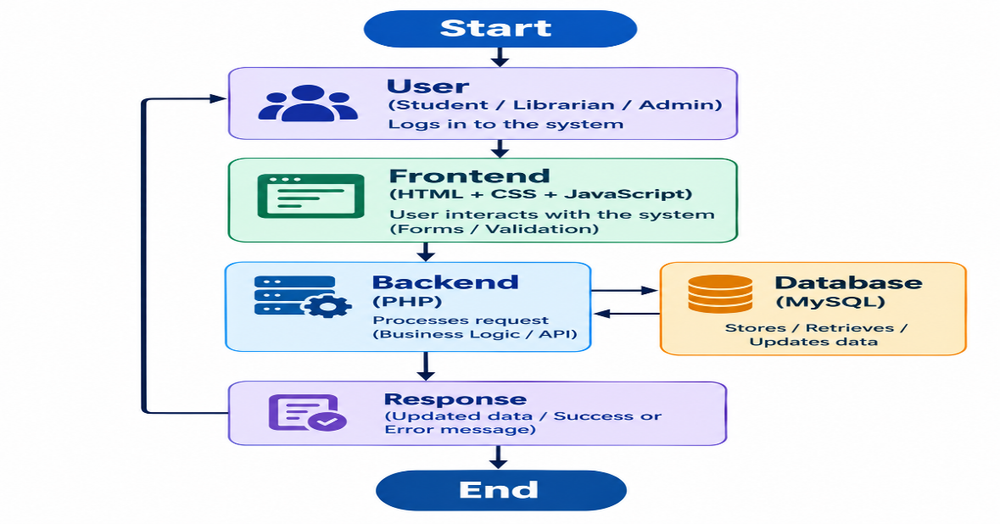 Start
User
(Student / Librarian / Admin)
Logs in to the system
Frontend
(HTML + CSS + JavaScript)
User interacts with the system
(Forms / Validation)
Backend
(PHP)
Processes request
(Business Logic / API)
Database
(MySQL)
Stores / Retrieves /
Updates data
Response
(Updated data / Success or
Error message)
End